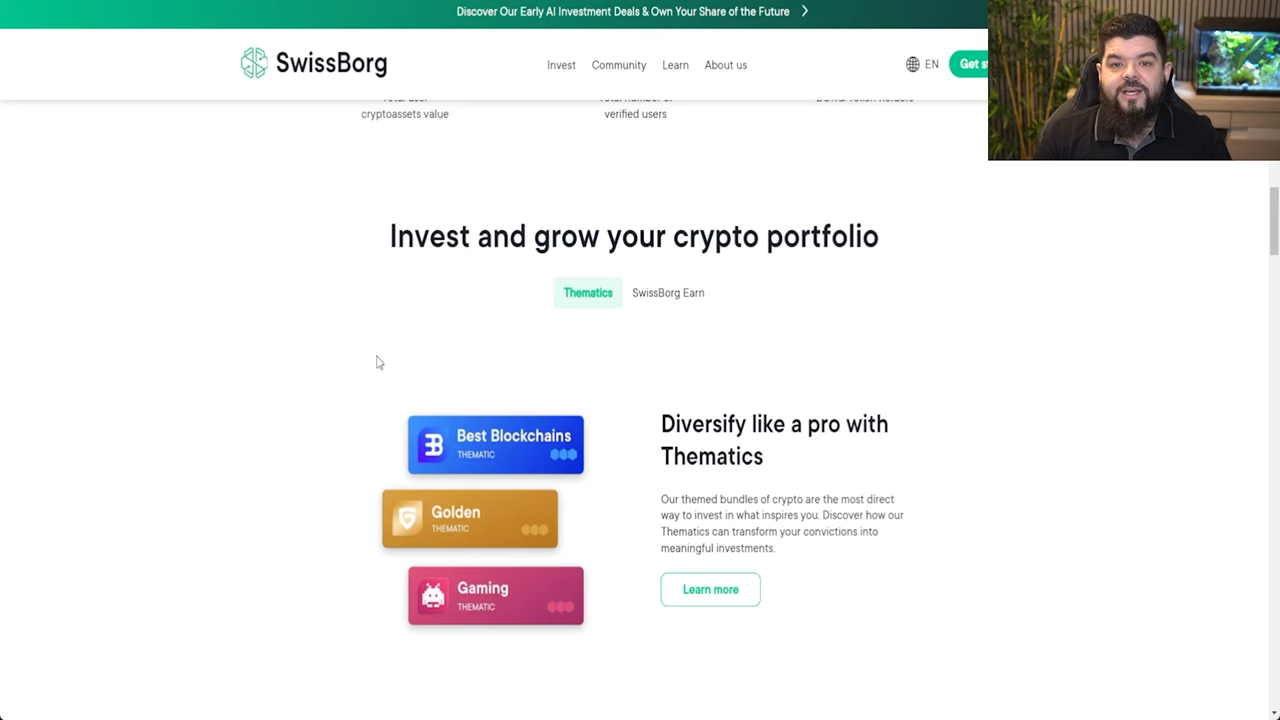 Discover Our Early AI Investment Deals & Own Your Share of the Future
SwissBorg
Invest
Community
Learn
About us
EN
Get
cryptoassets value
verified users
Invest and grow your crypto portfolio
Thematics
SwissBorg Earn
Best Blockchains
THEMATIC
Golden
THEMATIC
Gaming
THEMATIC
Diversify like a pro with
Thematics
Our themed bundles of crypto are the most direct
way to invest in what inspires you. Discover how our
Thematics can transform your convictions into
meaningful investments.
Learn more